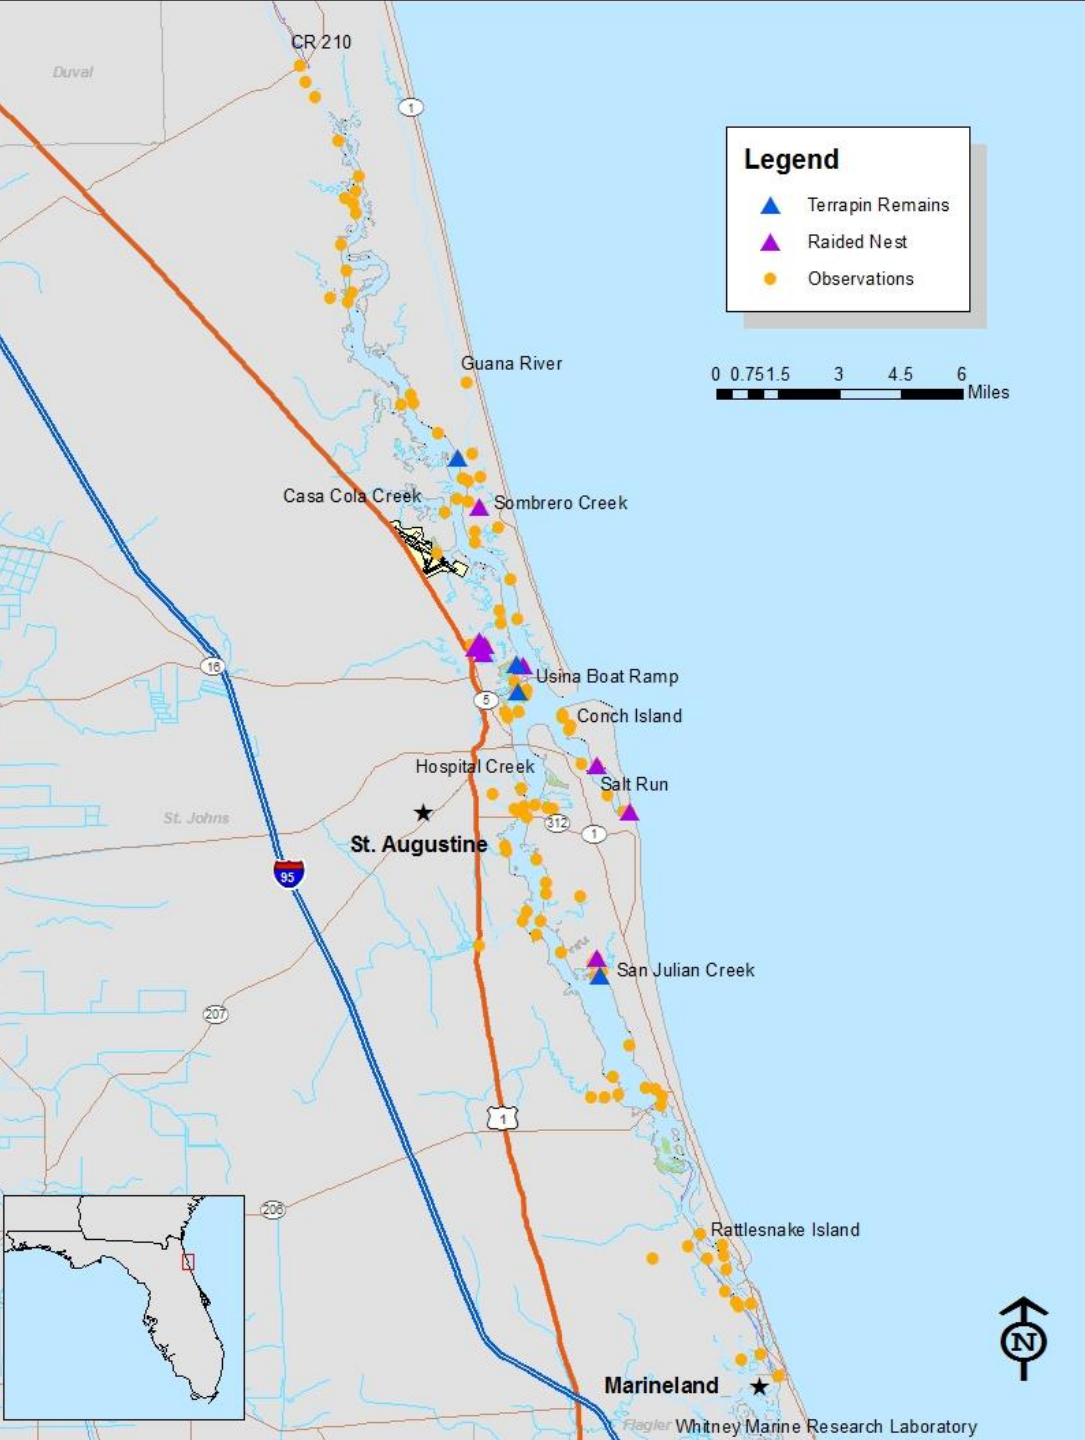 CR 210
Duval
1
Legend
Terrapin Remains
Raided Nest
Observations
Guana River
0 0.75 1.5 3 4.5 6
Miles
Casa Cola Creek
Sombrero Creek
16
Usina Boat Ramp
5
Conch Island
Hospital Creek
Salt Run
St. Johns
312
1
St. Augustine
95
San Julian Creek
207
1
206
Rattlesnake Island
N
Marineland
Flagler
Whitney Marine Research Laboratory